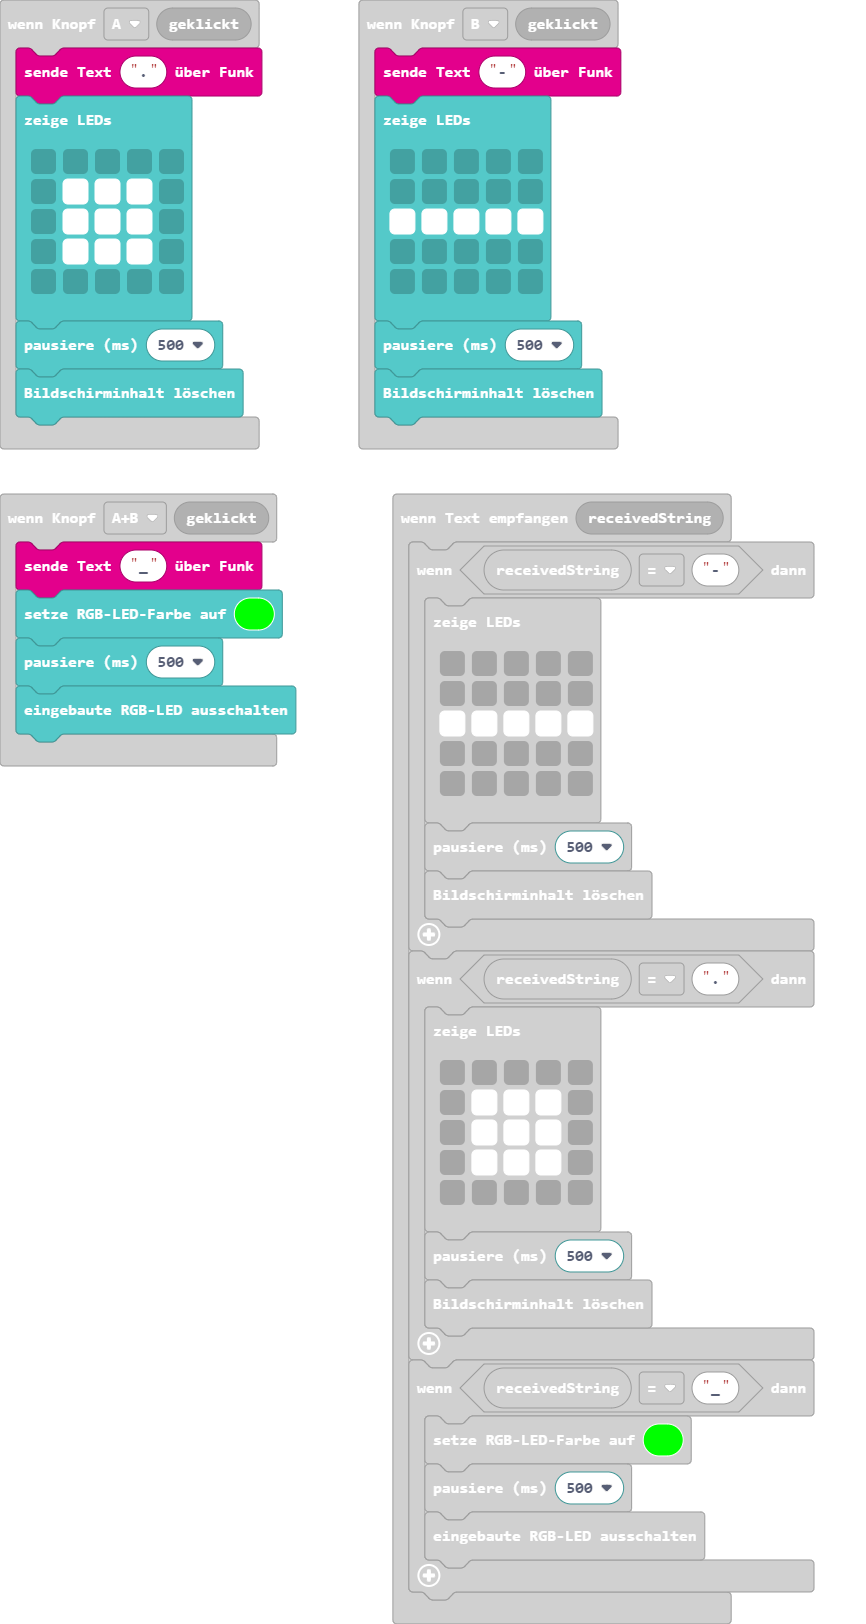 wenn Knopf A geklickt
sende Text "." über Funk
zeige LEDs
pausiere (ms) 500
Bildschirminhalt löschen
wenn Knopf B geklickt
sende Text "-" über Funk
zeige LEDs
pausiere (ms) 500
Bildschirminhalt löschen
wenn Knopf A+B geklickt
sende Text "_" über Funk
setze RGB-LED-Farbe auf
pausiere (ms) 500
eingebaute RGB-LED ausschalten
wenn Text empfangen receivedString
wenn receivedString = "-" dann
zeige LEDs
pausiere (ms) 500
Bildschirminhalt löschen
wenn receivedString = "." dann
zeige LEDs
pausiere (ms) 500
Bildschirminhalt löschen
wenn receivedString = "_" dann
setze RGB-LED-Farbe auf
pausiere (ms) 500
eingebaute RGB-LED ausschalten